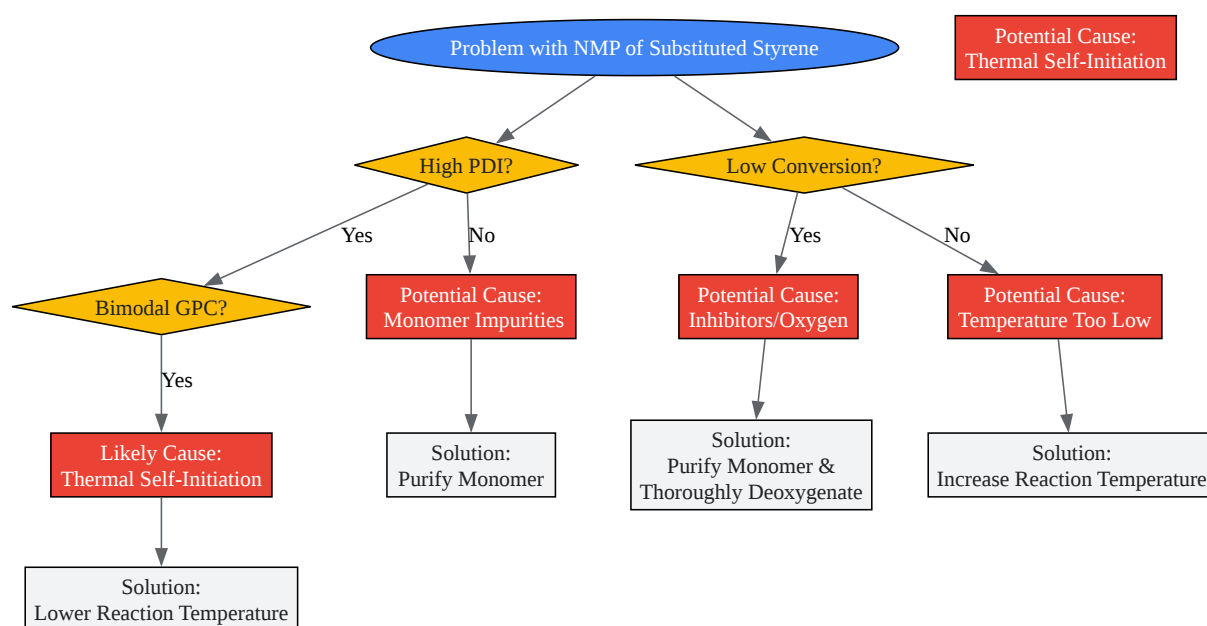 Problem with NMP of Substituted Styrene
Potential Cause:
Thermal Self-Initiation
High PDI?
Low Conversion?
Yes
No
Yes
No
Bimodal GPC?
Potential Cause:
Monomer Impurities
Potential Cause:
Inhibitors/Oxygen
Potential Cause:
Temperature Too Low
Yes
Likely Cause:
Thermal Self-Initiation
Solution:
Purify Monomer
Solution:
Purify Monomer &
Thoroughly Deoxygenate
Solution:
Increase Reaction Temperature
Solution:
Lower Reaction Temperature